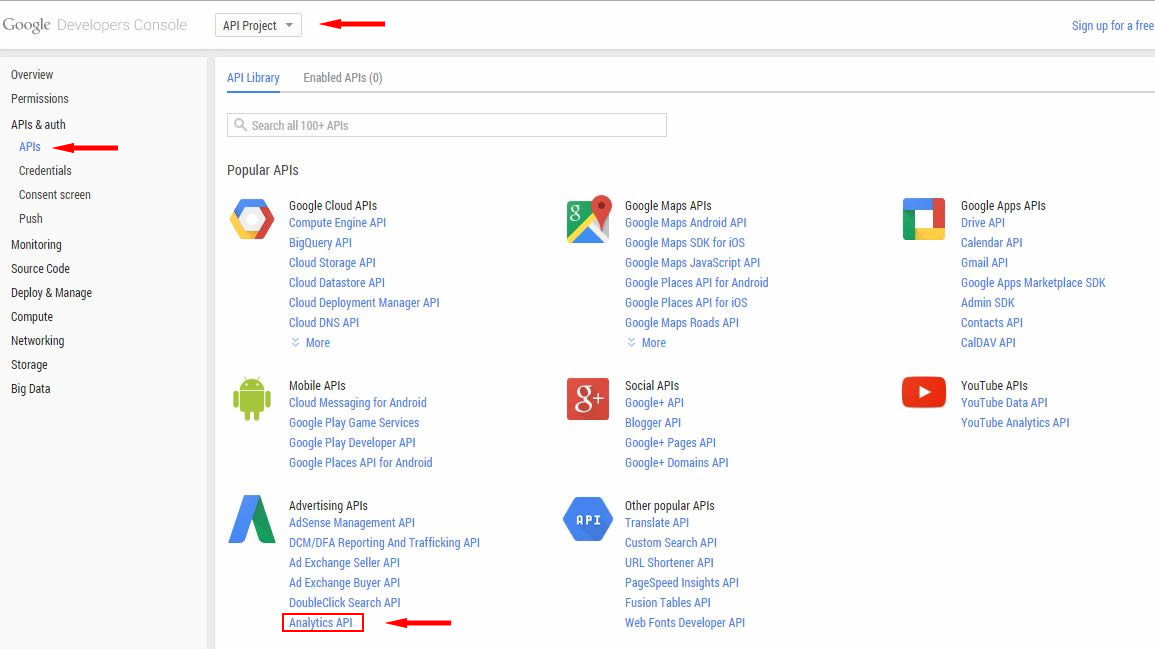 Google Developers Console
API Project
Sign up for a free
Overview
Permissions
APIs & auth
APIs
Credentials
Consent screen
Push
Monitoring
Source Code
Deploy & Manage
Compute
Networking
Storage
Big Data
API Library
Enabled APIs (0)
Search all 100+ APIs
Popular APIs
Google Cloud APIs
Compute Engine API
BigQuery API
Cloud Storage API
Cloud Datastore API
Cloud Deployment Manager API
Cloud DNS API
More
g
Google Maps APIs
Google Maps Android API
Google Maps SDK for iOS
Google Maps JavaScript API
Google Places API for Android
Google Places API for iOS
Google Maps Roads API
More
Google Apps APIs
Drive API
Calendar API
Gmail API
Google Apps Marketplace SDK
Admin SDK
Contacts API
CalDAV API
Mobile APIs
Cloud Messaging for Android
Google Play Game Services
Google Play Developer API
Google Places API for Android
g+
Social APIs
Google+ API
Blogger API
Google+ Pages API
Google+ Domains API
YouTube APIs
YouTube Data API
YouTube Analytics API
Advertising APIs
AdSense Management API
DCM/DFA Reporting And Trafficking API
Ad Exchange Seller API
Ad Exchange Buyer API
DoubleClick Search API
Analytics API
API
Other popular APIs
Translate API
Custom Search API
URL Shortener API
PageSpeed Insights API
Fusion Tables API
Web Fonts Developer API